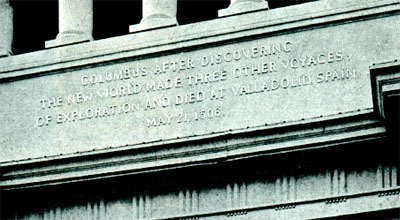 COLUMBUS AFTER DISCOVERING
THE NEW WORLD MADE THREE OTHER VOYAGES
OF EXPLORATION AND DIED AT VALLADOLID SPAIN
MAY 21,